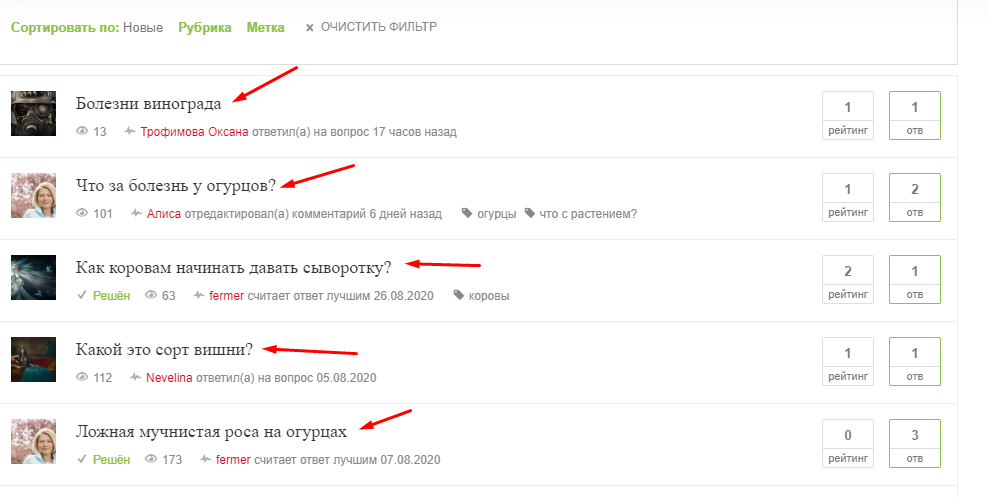 Сортировать по: Новые Рубрика Метка × ОЧИСТИТЬ ФИЛЬТР
Болезни винограда
13 Трофимова Оксана ответил(а) на вопрос 17 часов назад
1 рейтинг
1 отв
Что за болезнь у огурцов?
101 Алиса отредактировал(а) комментарий 6 дней назад огурцы что с растением?
1 рейтинг
2 отв
Как коровам начинать давать сыворотку?
Решён 63 fermer считает ответ лучшим 26.08.2020 коровы
2 рейтинг
1 отв
Какой это сорт вишни?
112 Nevelina ответил(а) на вопрос 05.08.2020
1 рейтинг
1 отв
Ложная мучнистая роса на огурцах
Решён 173 fermer считает ответ лучшим 07.08.2020
0 рейтинг
3 отв